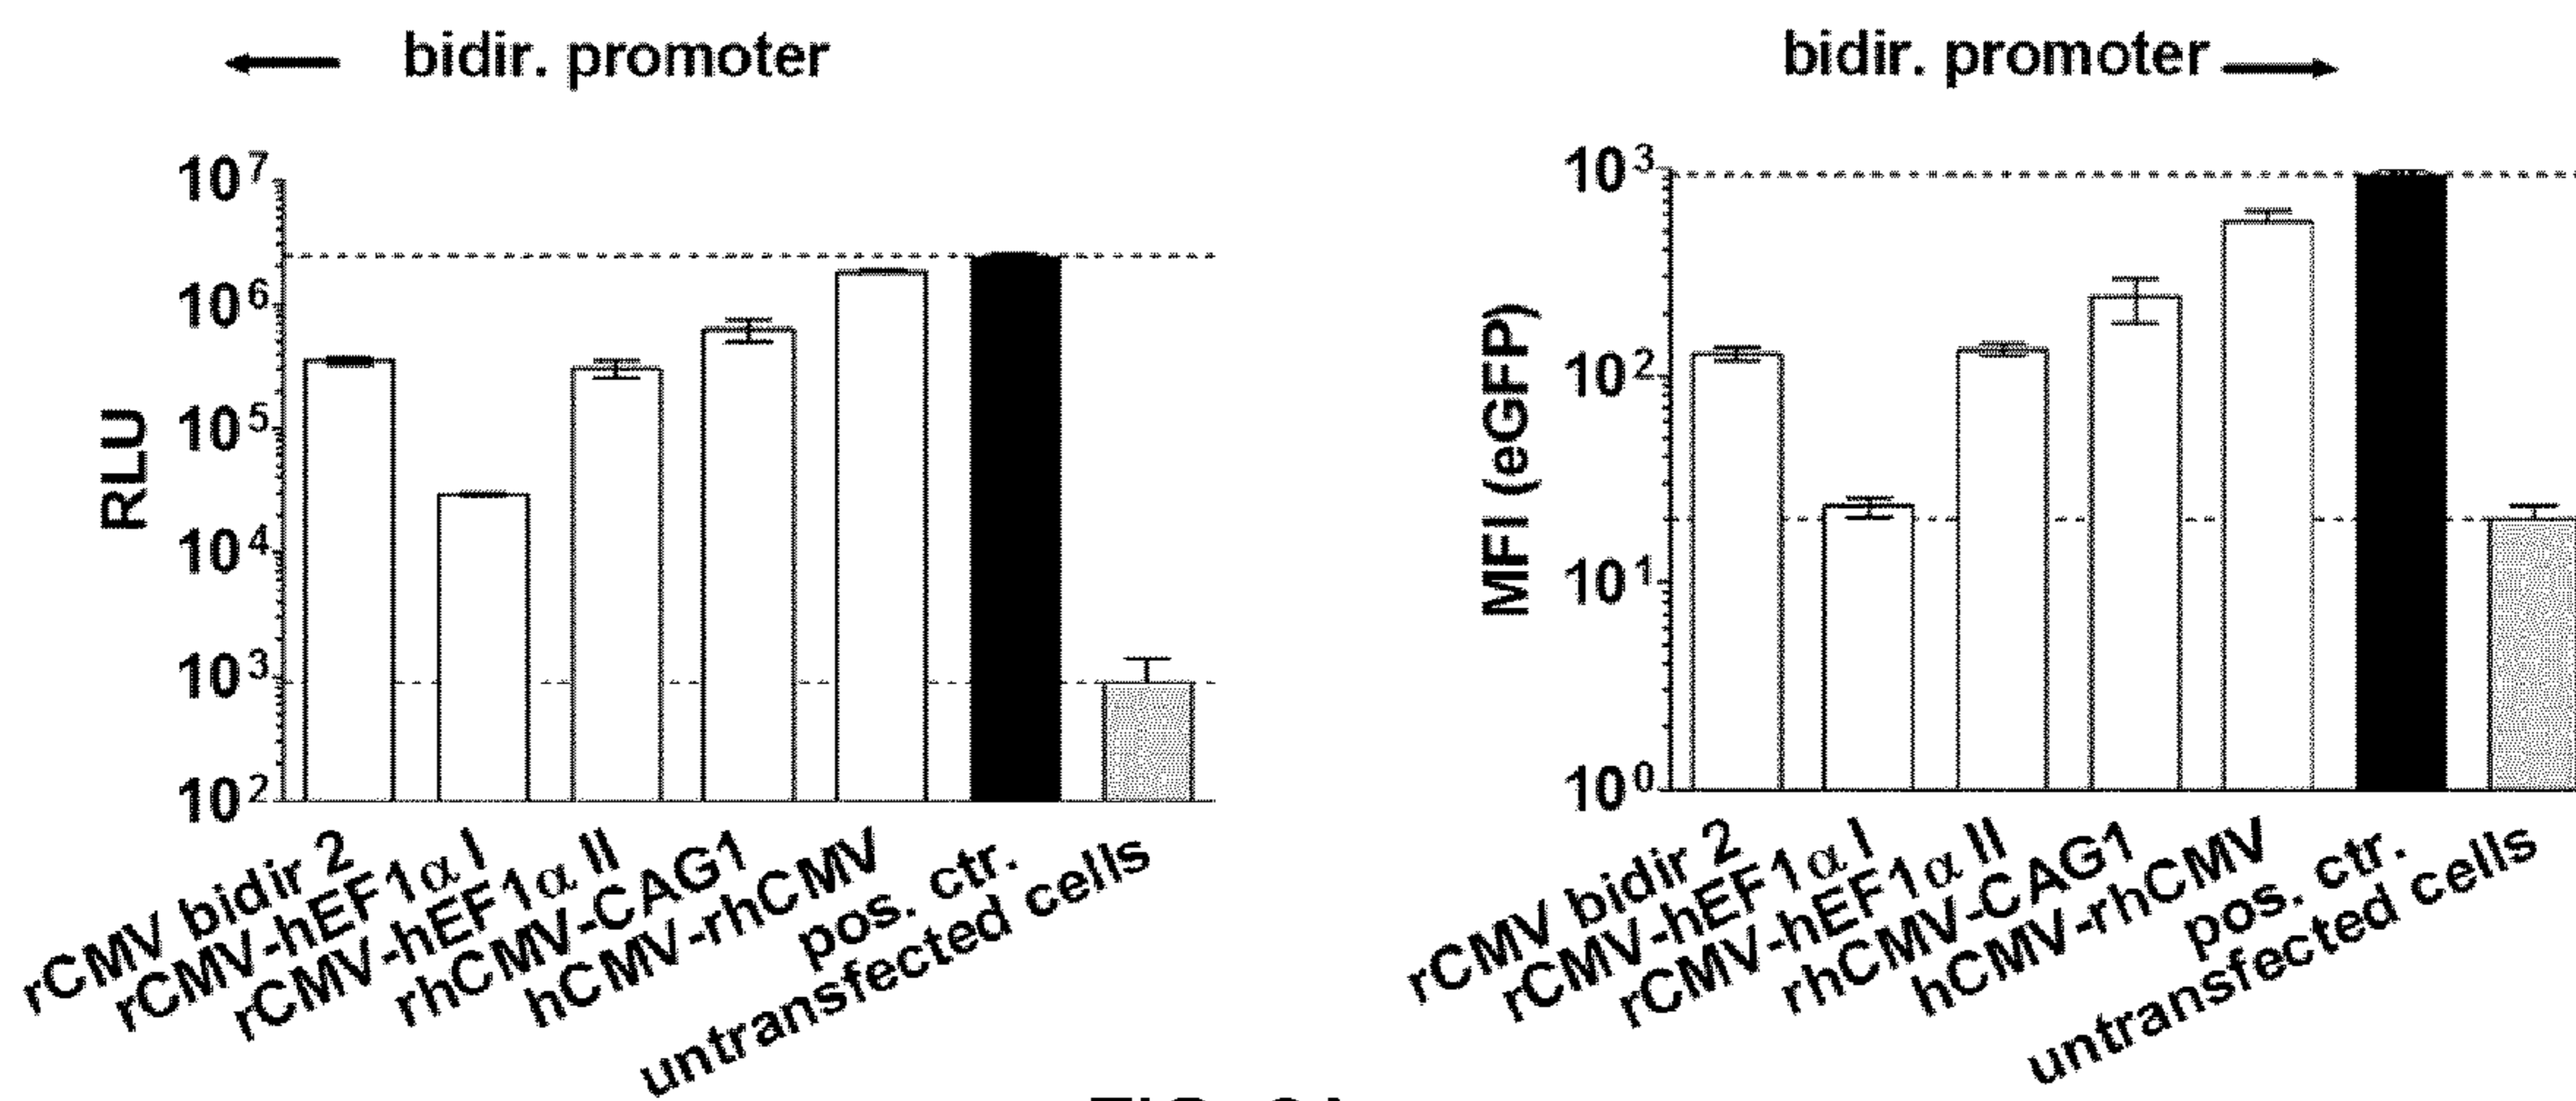 bidir. promoter
10^7
10^6
10^5
10^4
10^3
10^2
RLU
rCMV bidir 2
rCMV-hEF1α I
rCMV-hEF1α II
rhCMV-CAG1
hCMV-rhCMV
pos. ctr.
untransfected cells
bidir. promoter
10^3
10^2
10^1
10^0
MFI (eGFP)
rCMV bidir 2
rCMV-hEF1α I
rCMV-hEF1α II
rhCMV-CAG1
hCMV-rhCMV
pos. ctr.
untransfected cells